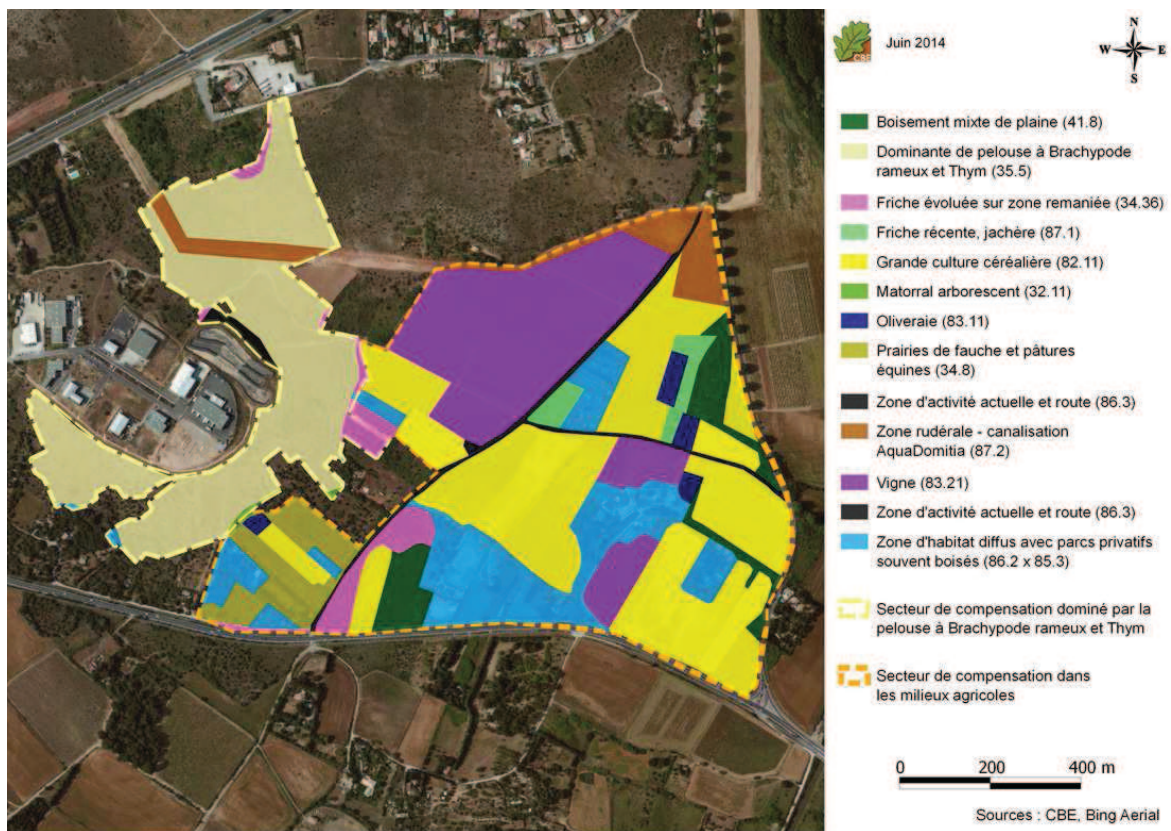 Juin 2014
N
W
E
S
CBE
Boisement mixte de plaine (41.8)
Dominante de pelouse à Brachypode
rameux et Thym (35.5)
Friche évoluée sur zone remaniée (34.36)
Friche récente, jachère (87.1)
Grande culture céréalière (82.11)
Matorral arborescent (32.11)
Oliveraie (83.11)
Prairies de fauche et pâtures
équines (34.8)
Zone d'activité actuelle et route (86.3)
Zone rudérale - canalisation
AquaDomitia (87.2)
Vigne (83.21)
Zone d'activité actuelle et route (86.3)
Zone d'habitat diffus avec parcs privatifs
souvent boisés (86.2 x 85.3)
Secteur de compensation dominé par la
pelouse à Brachypode rameux et Thym
Secteur de compensation dans
les milieux agricoles
0 200 400 m
Sources : CBE, Bing Aerial